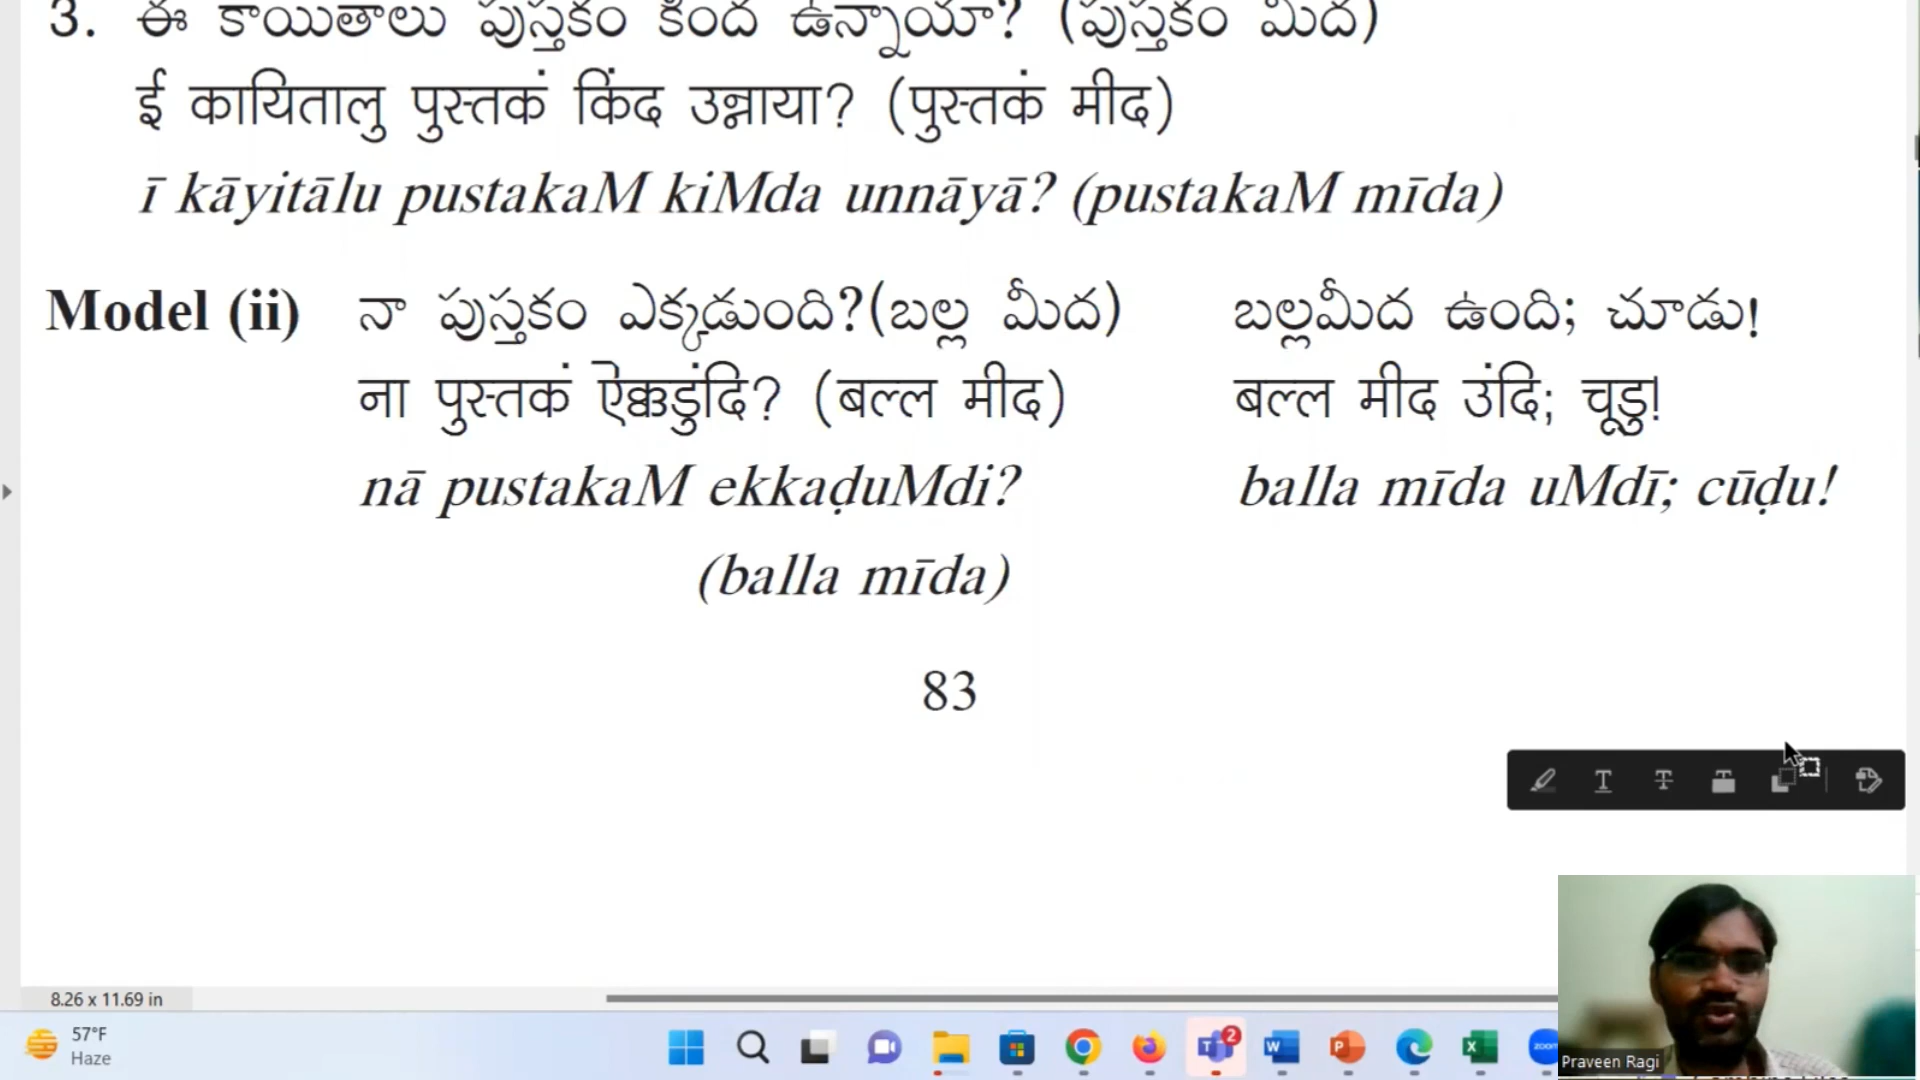 3. ఈ కాయితాలు పుస్తకం కింద ఉన్నాయా? (పుస్తకం మీద)
ई कायितालु पुस्तकं किंद उन्नाया? (पुस्तकं मीद)
ī kāyitālu pustakaM kiMda unnāyā? (pustakaM mīda)
Model (ii) నా పుస్తకం ఎక్కడుంది?(బల్ల మీద) బల్లమీద ఉంది; చూడు!
ना पुस्तकं ऎक्कडुंदि? (बल्ल मीद) बल्ल मीद उंदि; चूडु!
nā pustakaM ekkaḍuMdi? balla mīda uMdī; cūḍu!
(balla mīda)
83
8.26 x 11.69 in
57°F
Haze
2
zoom
Praveen Ragi